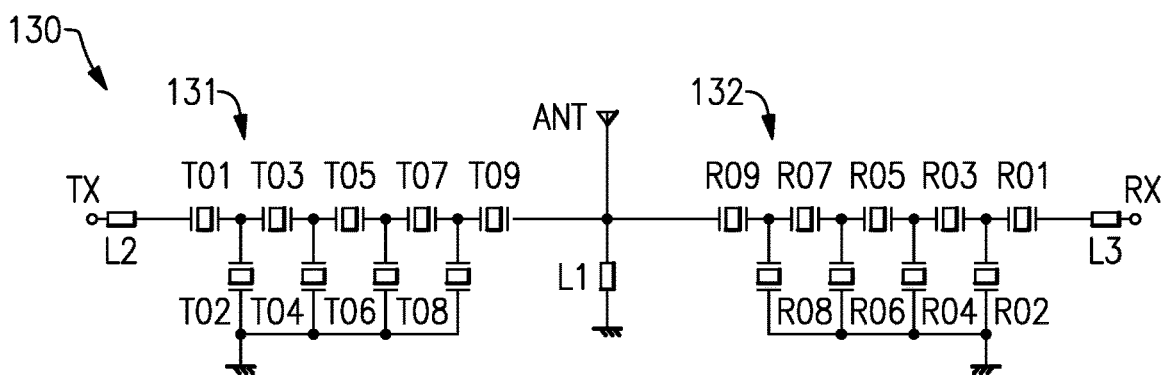 130
131
132
ANT
T01 T03 T05 T07 T09
R09 R07 R05 R03 R01
TX
RX
L2
L1
L3
T02 T04 T06 T08
R08 R06 R04 R02